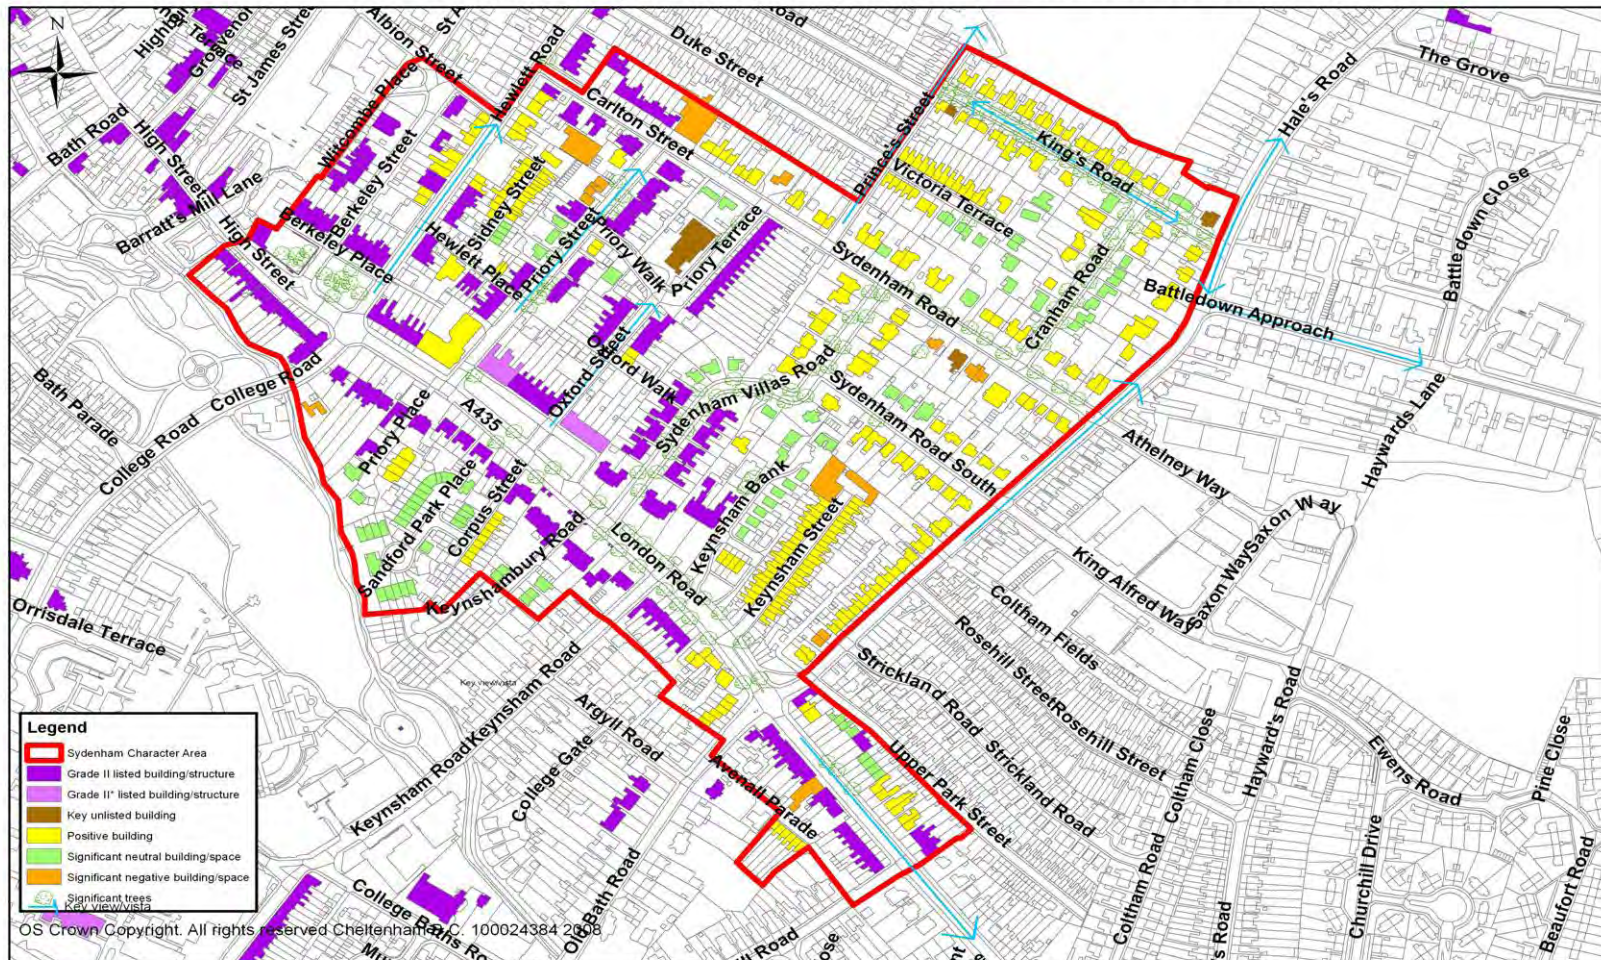 N
Albion Street
St James Street
Bath Road
High Street
Witcombe Place
Hewlett Road
Duke Street
Road
The Grove
Hale's Road
Carlton Street
Prince's Street
King's Road
Barratt's Mill Lane
Berkeley Street
Berkeley Place
High Street
Sidney Street
Hewlett Place
Priory Street
Priory Walk
Priory Terrace
Victoria Terrace
Cranham Road
Sydenham Road
Battledown Close
Battledown Approach
Bath Parade
College Road
College Road
Priory Place
A435
Oxford Street
Oxford Walk
Sydenham Villas Road
Sydenham Road South
Haywards Lane
Athelney Way
Saxon Way
Saxon Way
King Alfred Way
Sandford Park Place
Corpus Street
Keynshambury Road
London Road
Keynsham Bank
Keynsham Street
Orrisdale Terrace
Coltham Fields
Rosehill Street
Rosehill Street
Strickland Road
Strickland Road
Key view/vista
Keynsham Road
Keynsham Road
Argyll Road
College Gate
Avenall Parade
Upper Park Street
Coltham Close
Coltham Road
Hayward's Road
Ewens Road
Pine Close
Churchill Drive
Beaufort Road
Old Bath Road
College Baths Road
's Road
ill Road
Legend
Sydenham Character Area
Grade II listed building/structure
Grade II* listed building/structure
Key unlisted building
Positive building
Significant neutral building/space
Significant negative building/space
Significant trees
Key view/vista
OS Crown Copyright. All rights reserved Cheltenham B.C. 100024384 2008